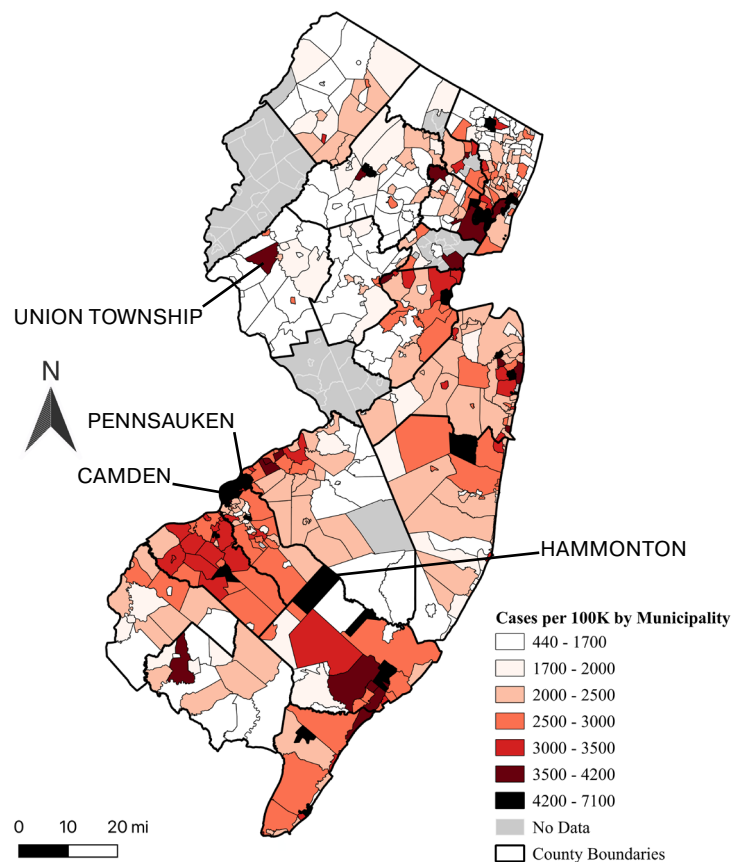 UNION TOWNSHIP
N
PENNSAUKEN
CAMDEN
HAMMONTON
Cases per 100K by Municipality
440 - 1700
1700 - 2000
2000 - 2500
2500 - 3000
3000 - 3500
3500 - 4200
4200 - 7100
No Data
County Boundaries
0 10 20 mi